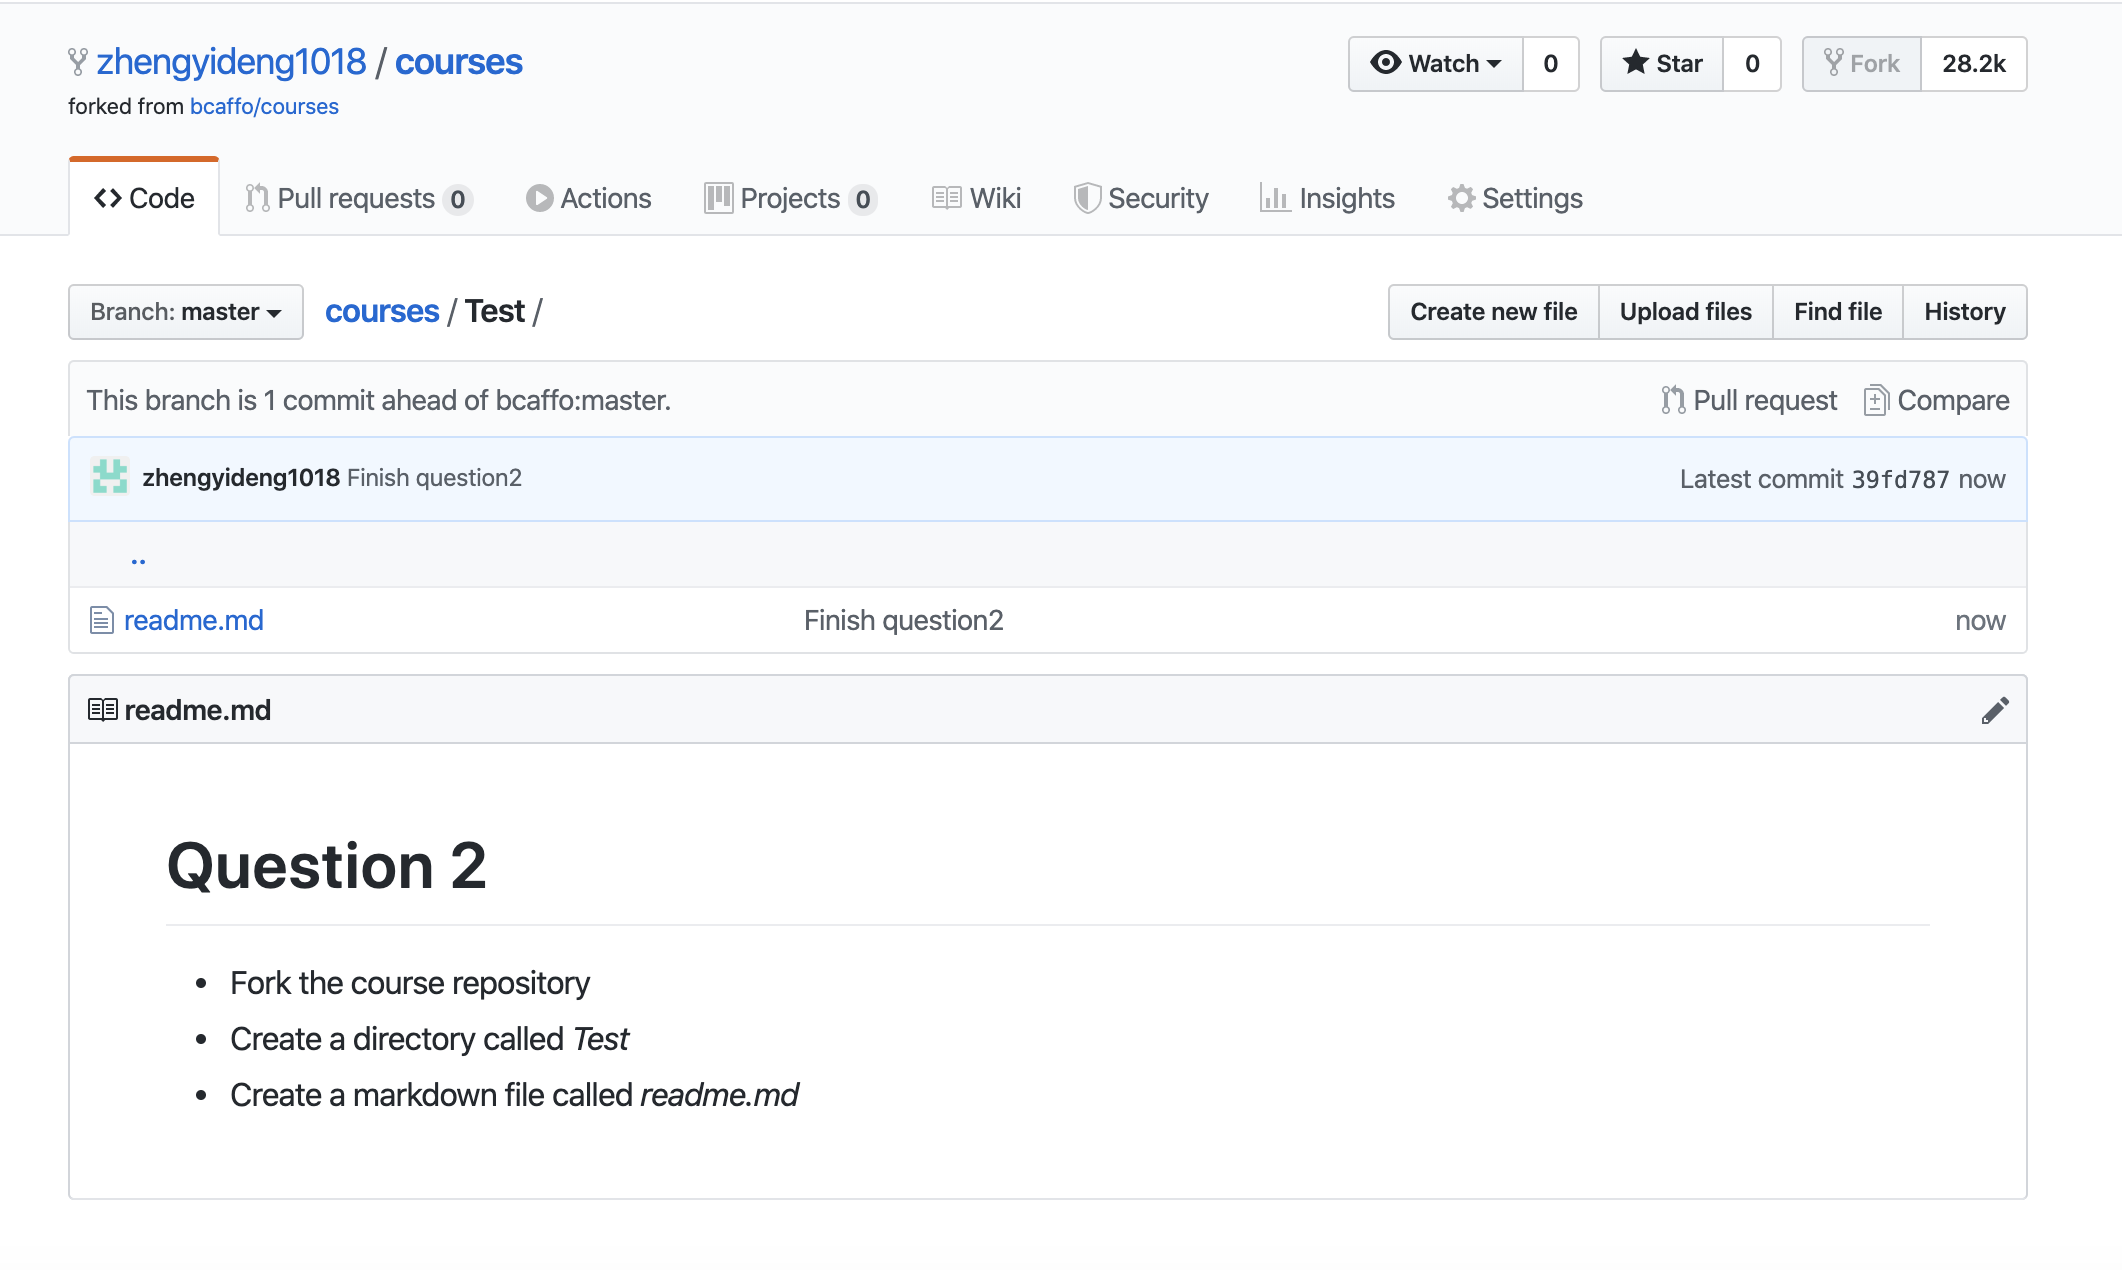 zhengyideng1018 / courses
Watch 0 Star 0 Fork 28.2k
forked from bcaffo/courses
Code Pull requests 0 Actions Projects 0 Wiki Security Insights Settings
Branch: master courses / Test /
Create new file Upload files Find file History
This branch is 1 commit ahead of bcaffo:master. Pull request Compare
zhengyideng1018 Finish question2 Latest commit 39fd787 now
..
readme.md Finish question2 now
readme.md
Question 2
• Fork the course repository
• Create a directory called Test
• Create a markdown file called readme.md